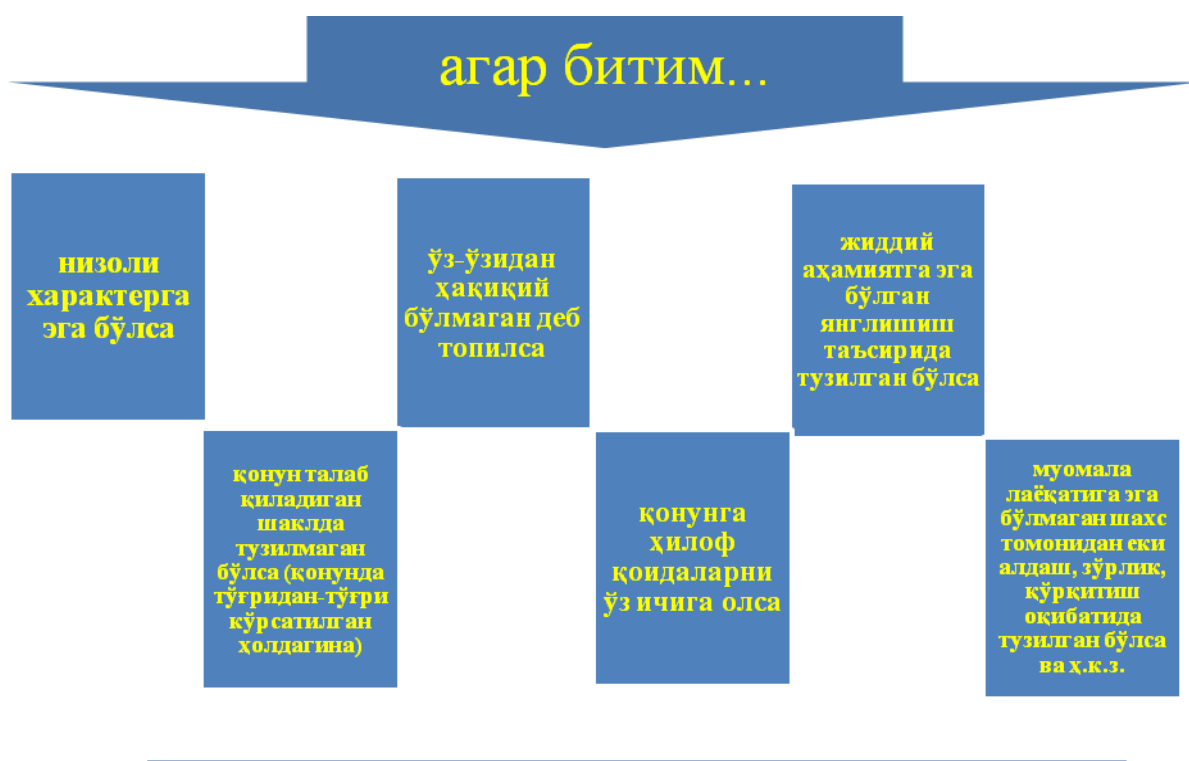 агар битим...
низоли
характерга
эга бўлса
қонун талаб
қиладиган
шаклда
тузилмаган
бўлса (қонунда
тўғридан-тўғри
кўрсатилган
ҳолдагина)
ўз-ўзидан
ҳақиқий
бўлмаган деб
топилса
қонунга
ҳилоф
қоидаларни
ўз ичига олса
жиддий
аҳамиятга эга
бўлган
янглишиш
таъсирида
тузилган бўлса
муомала
лаёқатига эга
бўлмаган шахс
томонидан еки
алдаш, зўрлик,
қўрқитиш
оқибатида
тузилган бўлса
ва ҳ.к.з.